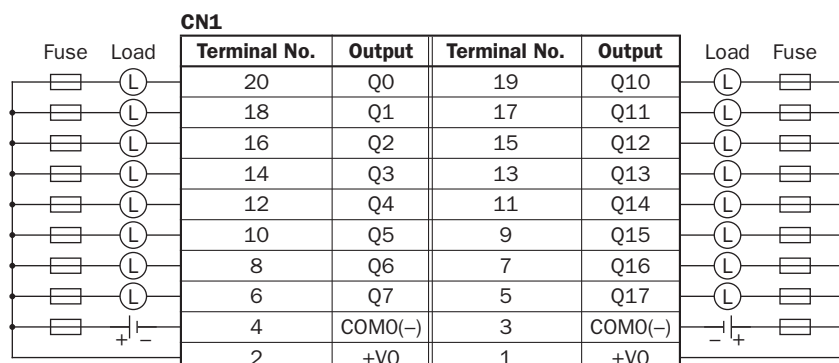 CN1
Fuse Load Terminal No. Output Terminal No. Output Load Fuse
L 20 Q0 19 Q10 L
L 18 Q1 17 Q11 L
L 16 Q2 15 Q12 L
L 14 Q3 13 Q13 L
L 12 Q4 11 Q14 L
L 10 Q5 9 Q15 L
L 8 Q6 7 Q16 L
L 6 Q7 5 Q17 L
+ − 4 COM0(−) 3 COM0(−) − +
2 +V0 1 +V0